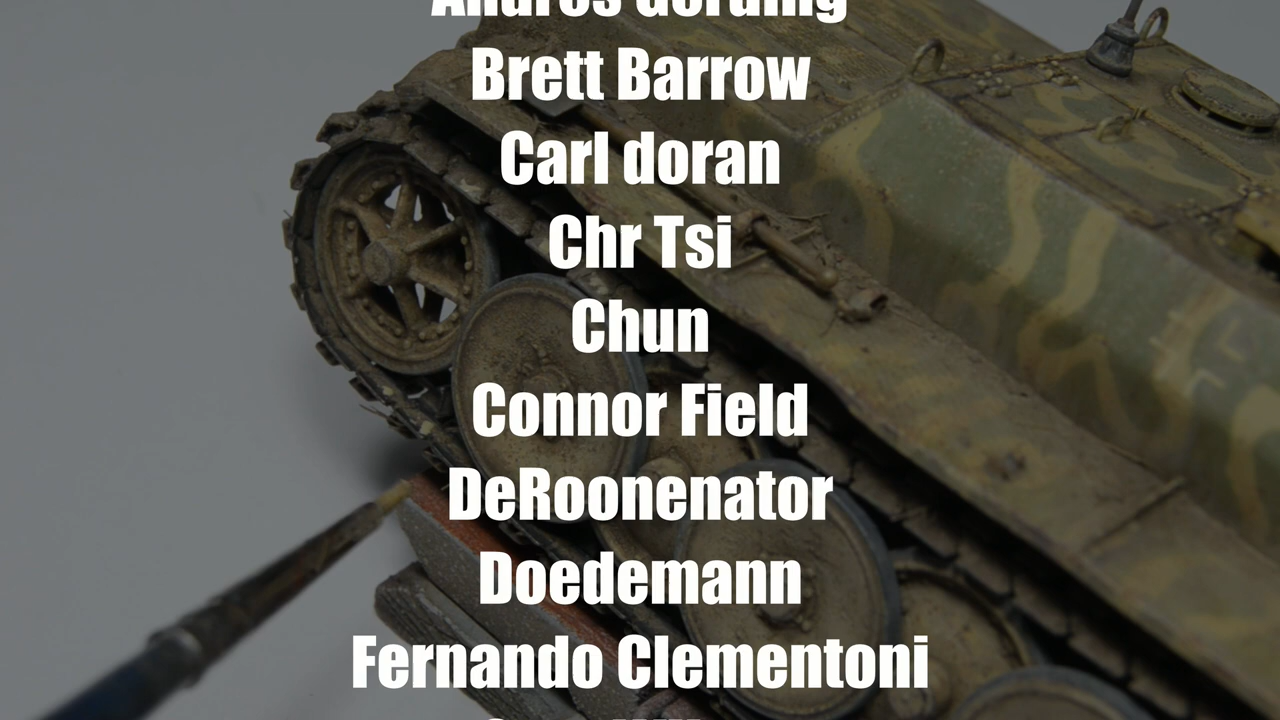 Brett Barrow
Carl doran
Chr Tsi
Chun
Connor Field
DeRoonenator
Doedemann
Fernando Clementoni